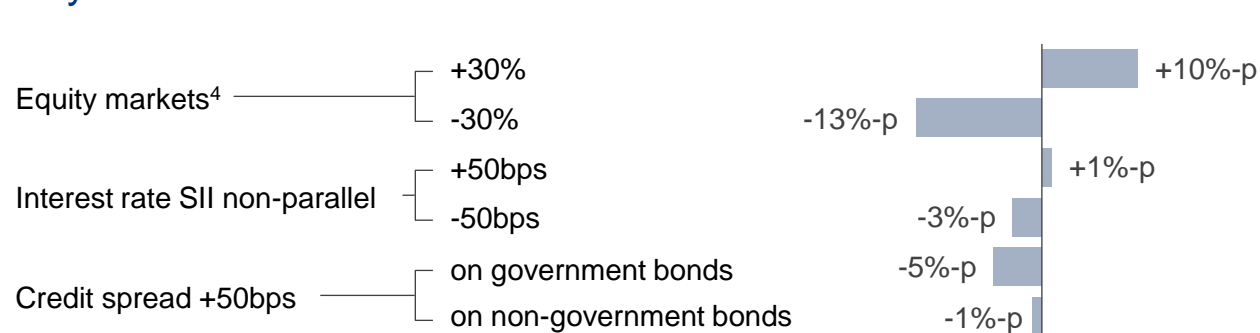 +30% +10%-p
Equity markets4
-30% -13%-p
+50bps +1%-p
Interest rate SII non-parallel
-50bps -3%-p
on government bonds -5%-p
Credit spread +50bps
on non-government bonds -1%-p